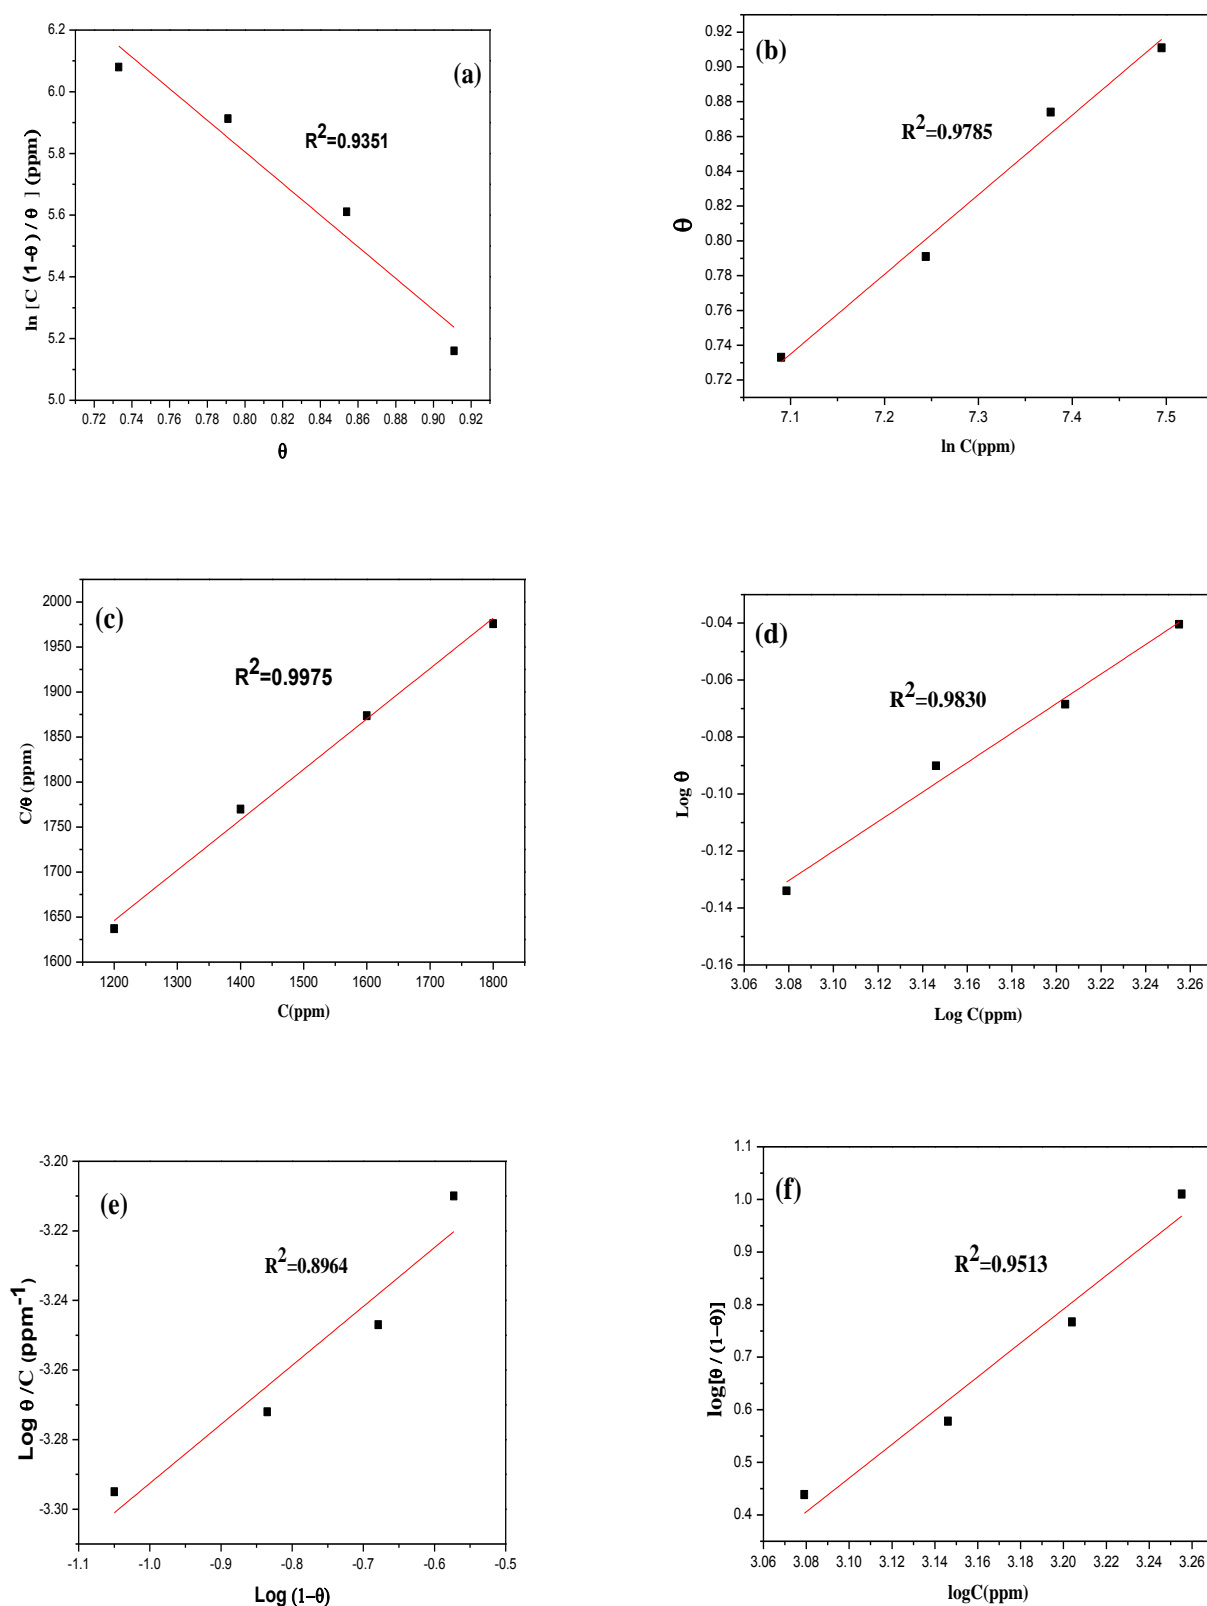 (a)
R2=0.9351
ln [C (1-θ) / θ ] (ppm)
6.2
6.0
5.8
5.6
5.4
5.2
5.0
0.72 0.74 0.76 0.78 0.80 0.82 0.84 0.86 0.88 0.90 0.92
θ
(b)
R2=0.9785
θ
0.92
0.90
0.88
0.86
0.84
0.82
0.80
0.78
0.76
0.74
0.72
7.1 7.2 7.3 7.4 7.5
ln C(ppm)
(c)
R2=0.9975
C/θ (ppm)
2000
1950
1900
1850
1800
1750
1700
1650
1600
1200 1300 1400 1500 1600 1700 1800
C(ppm)
(d)
R2=0.9830
Log θ
-0.04
-0.06
-0.08
-0.10
-0.12
-0.14
-0.16
3.06 3.08 3.10 3.12 3.14 3.16 3.18 3.20 3.22 3.24 3.26
Log C(ppm)
(e)
R2=0.8964
Log θ /C (ppm-1)
-3.20
-3.22
-3.24
-3.26
-3.28
-3.30
-1.1 -1.0 -0.9 -0.8 -0.7 -0.6 -0.5
Log (1−θ)
(f)
R2=0.9513
log[θ / (1−θ)]
1.1
1.0
0.9
0.8
0.7
0.6
0.5
0.4
3.06 3.08 3.10 3.12 3.14 3.16 3.18 3.20 3.22 3.24 3.26
logC(ppm)